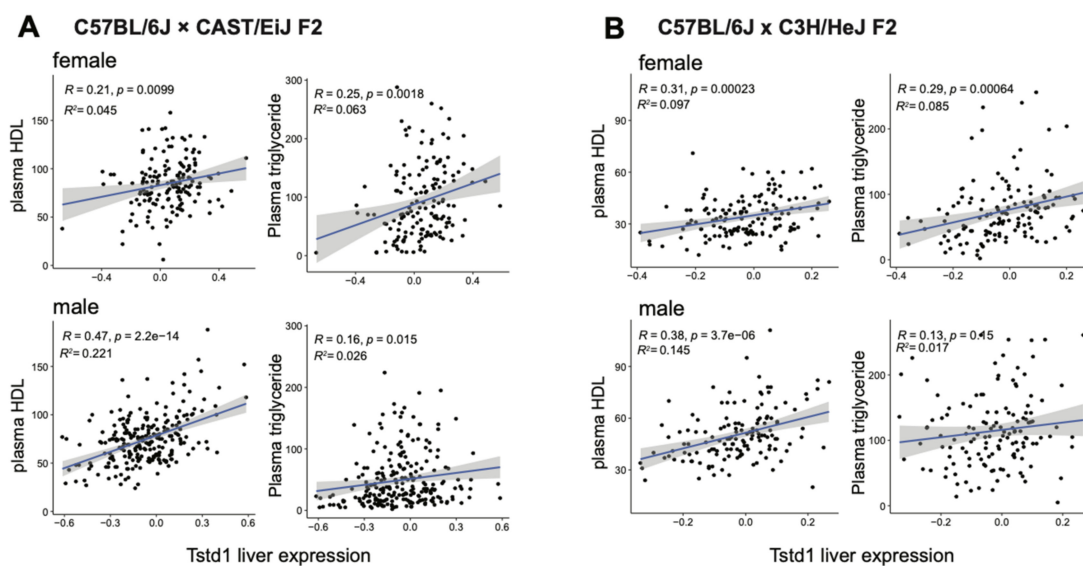 A C57BL/6J × CAST/EiJ F2
female
R = 0.21, p = 0.0099
R²= 0.045
plasma HDL
150
100
50
0
−0.4 0.0 0.4
R = 0.25, p = 0.0018
R²= 0.063
Plasma triglyceride
300
200
100
0
−0.4 0.0 0.4
male
R = 0.47, p = 2.2e−14
R²= 0.221
plasma HDL
150
100
50
0
−0.6 −0.3 0.0 0.3 0.6
R = 0.16, p = 0.015
R²= 0.026
Plasma triglyceride
300
200
100
0
−0.6 −0.3 0.0 0.3 0.6
Tstd1 liver expression
B C57BL/6J x C3H/HeJ F2
female
R = 0.31, p = 0.00023
R²= 0.097
plasma HDL
90
60
30
−0.4 −0.2 0.0 0.2
R = 0.29, p = 0.00064
R²= 0.085
Plasma triglyceride
200
100
0
−0.4 −0.2 0.0 0.2
male
R = 0.38, p = 3.7e−06
R²= 0.145
plasma HDL
90
60
30
−0.2 0.0 0.2
R = 0.13, p = 0.45
R²= 0.017
Plasma triglyceride
200
100
0
−0.2 0.0 0.2
Tstd1 liver expression